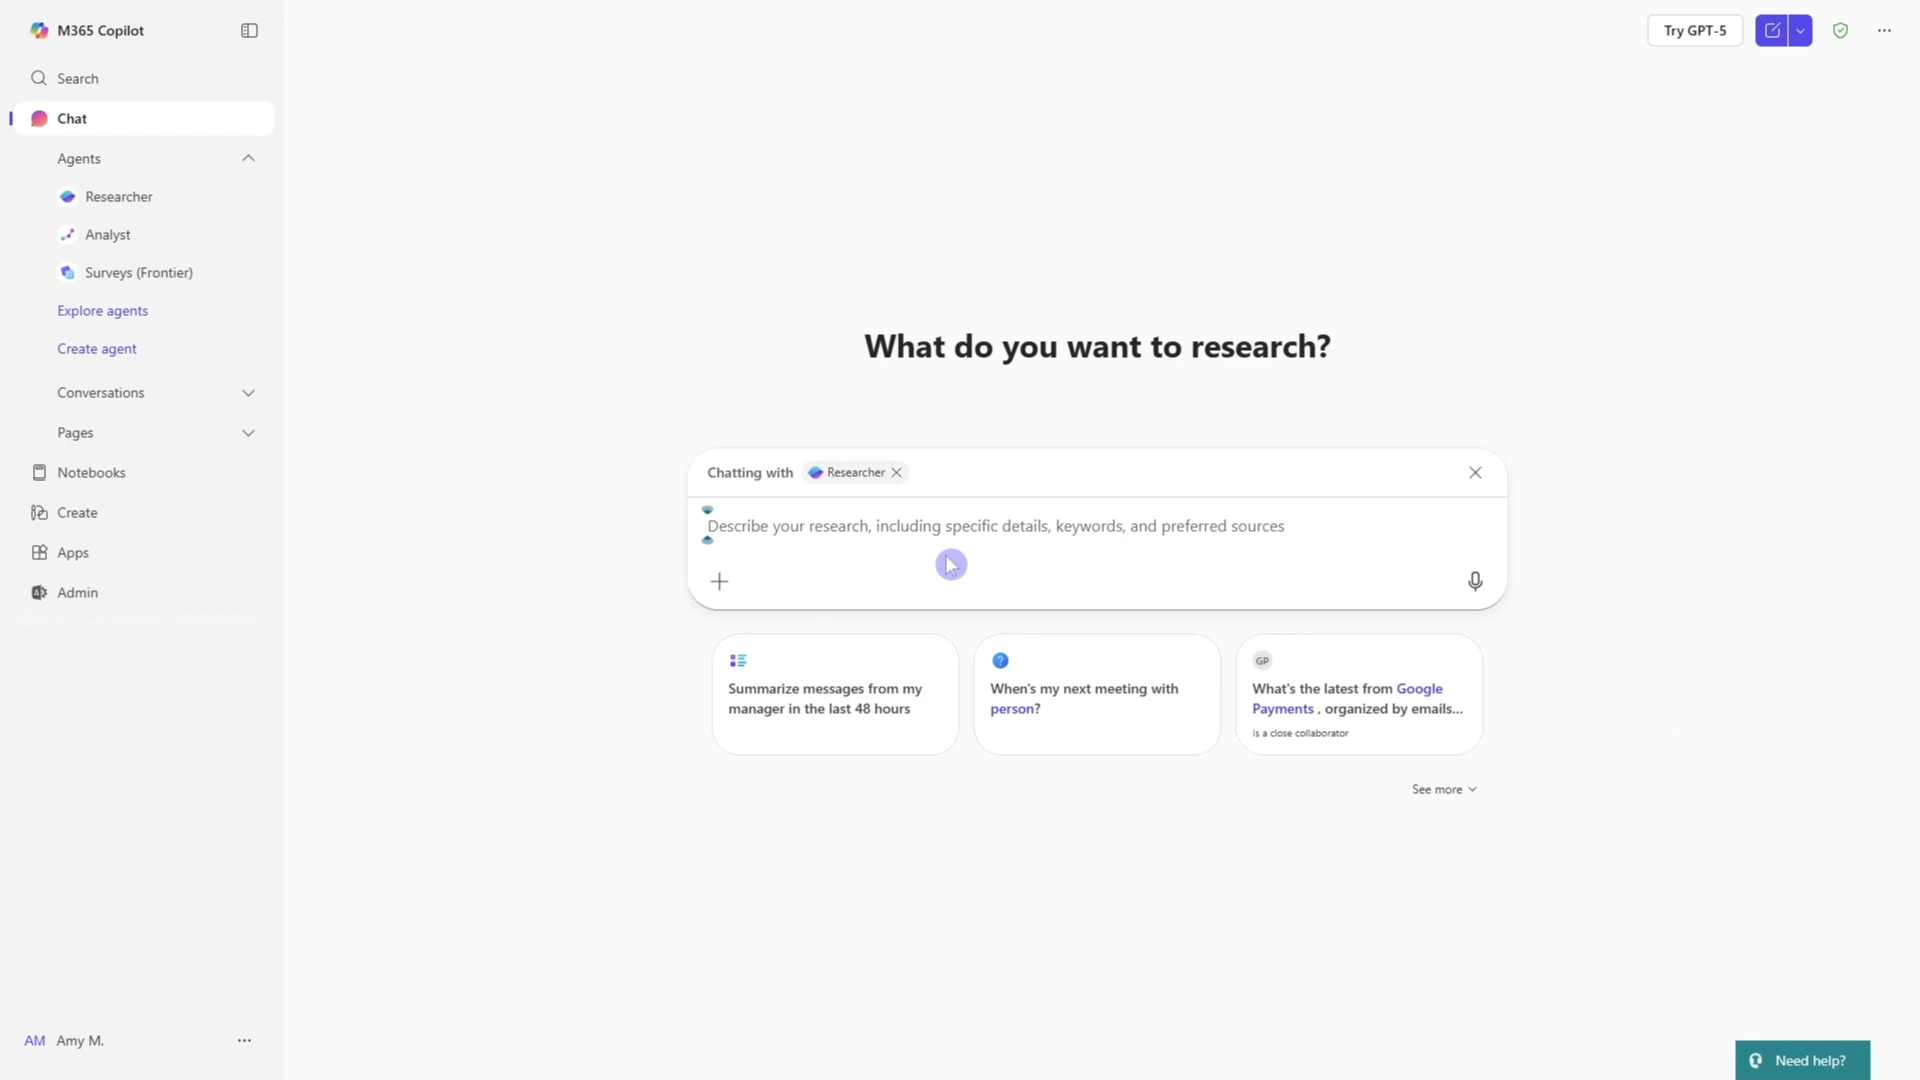 M365 Copilot
Search
Chat
Agents
Researcher
Analyst
Surveys (Frontier)
Explore agents
Create agent
Conversations
Pages
Notebooks
Create
Apps
Admin
AM Amy M.
Try GPT-5
What do you want to research?
Chatting with Researcher
Describe your research, including specific details, keywords, and preferred sources
Summarize messages from my
manager in the last 48 hours
When's my next meeting with
person?
GP
What's the latest from Google
Payments , organized by emails...
Is a close collaborator
See more
Need help?